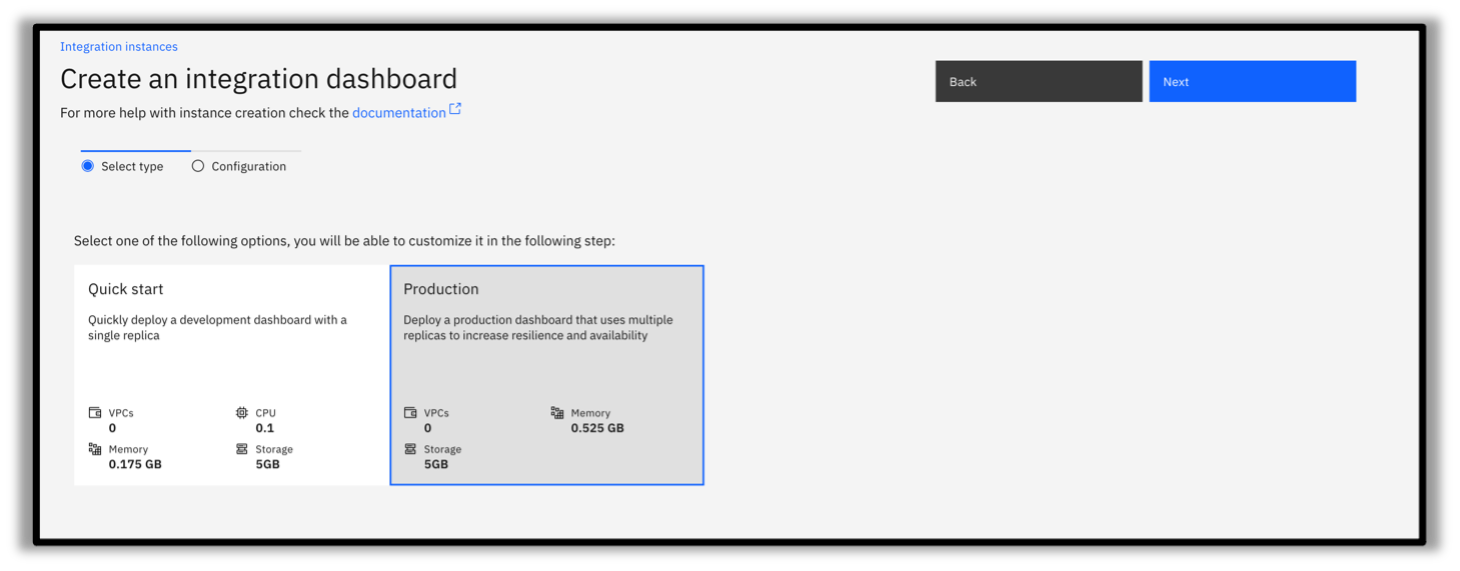 Integration instances
Create an integration dashboard
For more help with instance creation check the documentation
Back
Next
Select type
Configuration
Select one of the following options, you will be able to customize it in the following step:
Quick start
Quickly deploy a development dashboard with a
single replica
VPCs
0
CPU
0.1
Memory
0.175 GB
Storage
5GB
Production
Deploy a production dashboard that uses multiple
replicas to increase resilience and availability
VPCs
0
Memory
0.525 GB
Storage
5GB